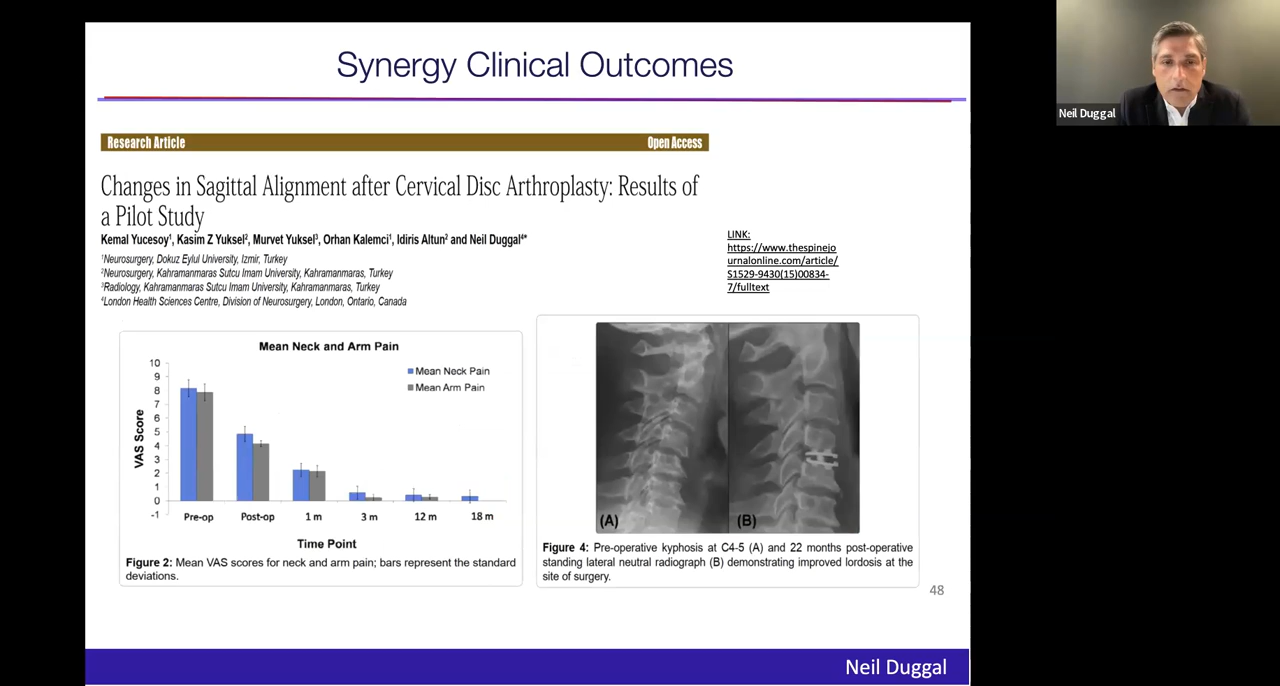 Synergy Clinical Outcomes
Neil Duggal
Research Article
Open Access
Changes in Sagittal Alignment after Cervical Disc Arthroplasty: Results of
a Pilot Study
Kemal Yucesoy¹, Kasim Z Yuksel², Murvet Yuksel³, Orhan Kalemci¹, Idiris Altun² and Neil Duggal⁴*
¹Neurosurgery, Dokuz Eylul University, Izmir, Turkey
²Neurosurgery, Kahramanmaras Sutcu Imam University, Kahramanmaras, Turkey
³Radiology, Kahramanmaras Sutcu Imam University, Kahramanmaras, Turkey
⁴London Health Sciences Centre, Division of Neurosurgery, London, Ontario, Canada
LINK:
https://www.thespinejo
urnalonline.com/article/
S1529-9430(15)00834-
7/fulltext
Mean Neck and Arm Pain
Mean Neck Pain
Mean Arm Pain
VAS Score
10
9
8
7
6
5
4
3
2
1
0
-1
Pre-op
Post-op
1 m
3 m
12 m
18 m
Time Point
Figure 2: Mean VAS scores for neck and arm pain; bars represent the standard
deviations.
(A)
(B)
Figure 4: Pre-operative kyphosis at C4-5 (A) and 22 months post-operative
standing lateral neutral radiograph (B) demonstrating improved lordosis at the
site of surgery.
48
Neil Duggal